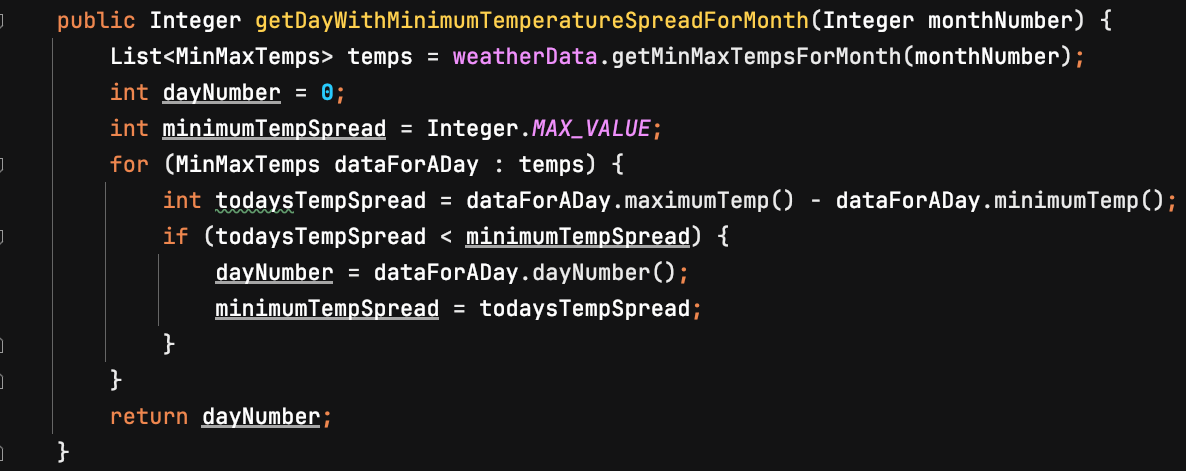 public Integer getDayWithMinimumTemperatureSpreadForMonth(Integer monthNumber) {
    List<MinMaxTemps> temps = weatherData.getMinMaxTempsForMonth(monthNumber);
    int dayNumber = 0;
    int minimumTempSpread = Integer.MAX_VALUE;
    for (MinMaxTemps dataForADay : temps) {
        int todaysTempSpread = dataForADay.maximumTemp() - dataForADay.minimumTemp();
        if (todaysTempSpread < minimumTempSpread) {
            dayNumber = dataForADay.dayNumber();
            minimumTempSpread = todaysTempSpread;
        }
    }
    return dayNumber;
}